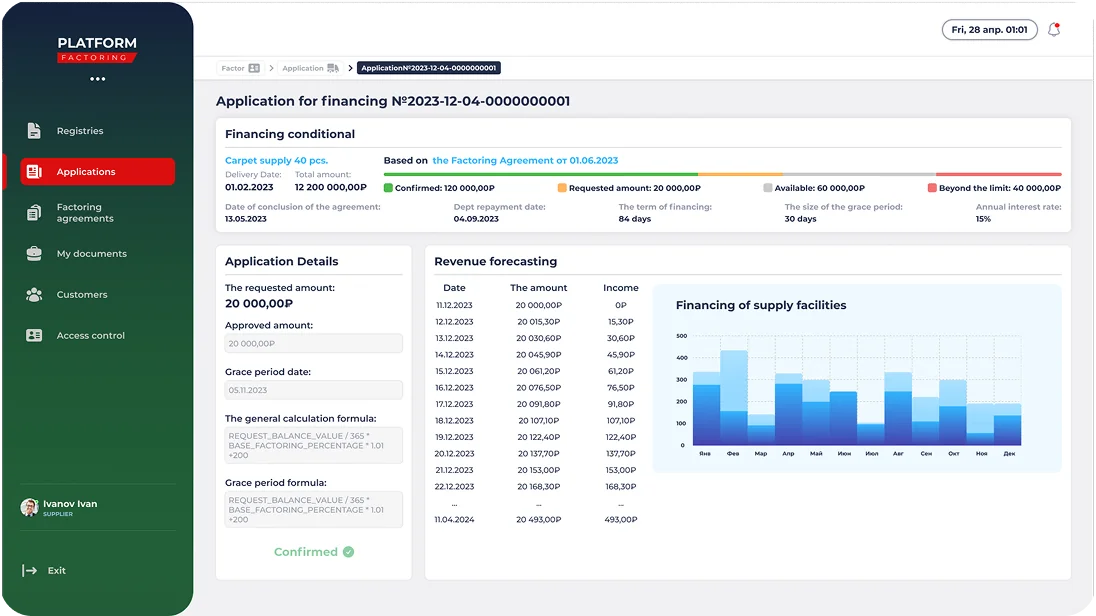 PLATFORM
FACTORING
Registries
Applications
Factoring
agreements
My documents
Customers
Access control
Ivanov Ivan
SUPPLIER
Exit
Fri, 28 апр. 01:01
Factor
Application
Application№2023-12-04-0000000001
Application for financing №2023-12-04-0000000001
Financing conditional
Carpet supply 40 pcs.
Delivery Date:
Total amount:
01.02.2023
12 200 000,00₽
Based on the Factoring Agreement от 01.06.2023
Confirmed: 120 000,00₽
Requested amount: 20 000,00₽
Available: 60 000,00₽
Beyond the limit: 40 000,00₽
Date of conclusion of the agreement:
13.05.2023
Dept repayment date:
04.09.2023
The term of financing:
84 days
The size of the grace period:
30 days
Annual interest rate:
15%
Application Details
The requested amount:
20 000,00₽
Approved amount:
20 000,00₽
Grace period date:
05.11.2023
The general calculation formula:
REQUEST_BALANCE_VALUE / 365 *
BASE_FACTORING_PERCENTAGE * 1.01
+200
Grace period formula:
REQUEST_BALANCE_VALUE / 365 *
BASE_FACTORING_PERCENTAGE * 1.01
+200
Confirmed
Revenue forecasting
Date The amount Income
11.12.2023 20 000,00₽ 0₽
12.12.2023 20 015,30₽ 15,30₽
13.12.2023 20 030,60₽ 30,60₽
14.12.2023 20 045,90₽ 45,90₽
15.12.2023 20 061,20₽ 61,20₽
16.12.2023 20 076,50₽ 76,50₽
17.12.2023 20 091,80₽ 91,80₽
18.12.2023 20 107,10₽ 107,10₽
19.12.2023 20 122,40₽ 122,40₽
20.12.2023 20 137,70₽ 137,70₽
21.12.2023 20 153,00₽ 153,00₽
22.12.2023 20 168,30₽ 168,30₽
... ... ...
11.04.2024 20 493,00₽ 493,00₽
Financing of supply facilities
500
400
300
200
100
0
Янв Фев Мар Апр Май Июн Июл Авг Сен Окт Ноя Дек